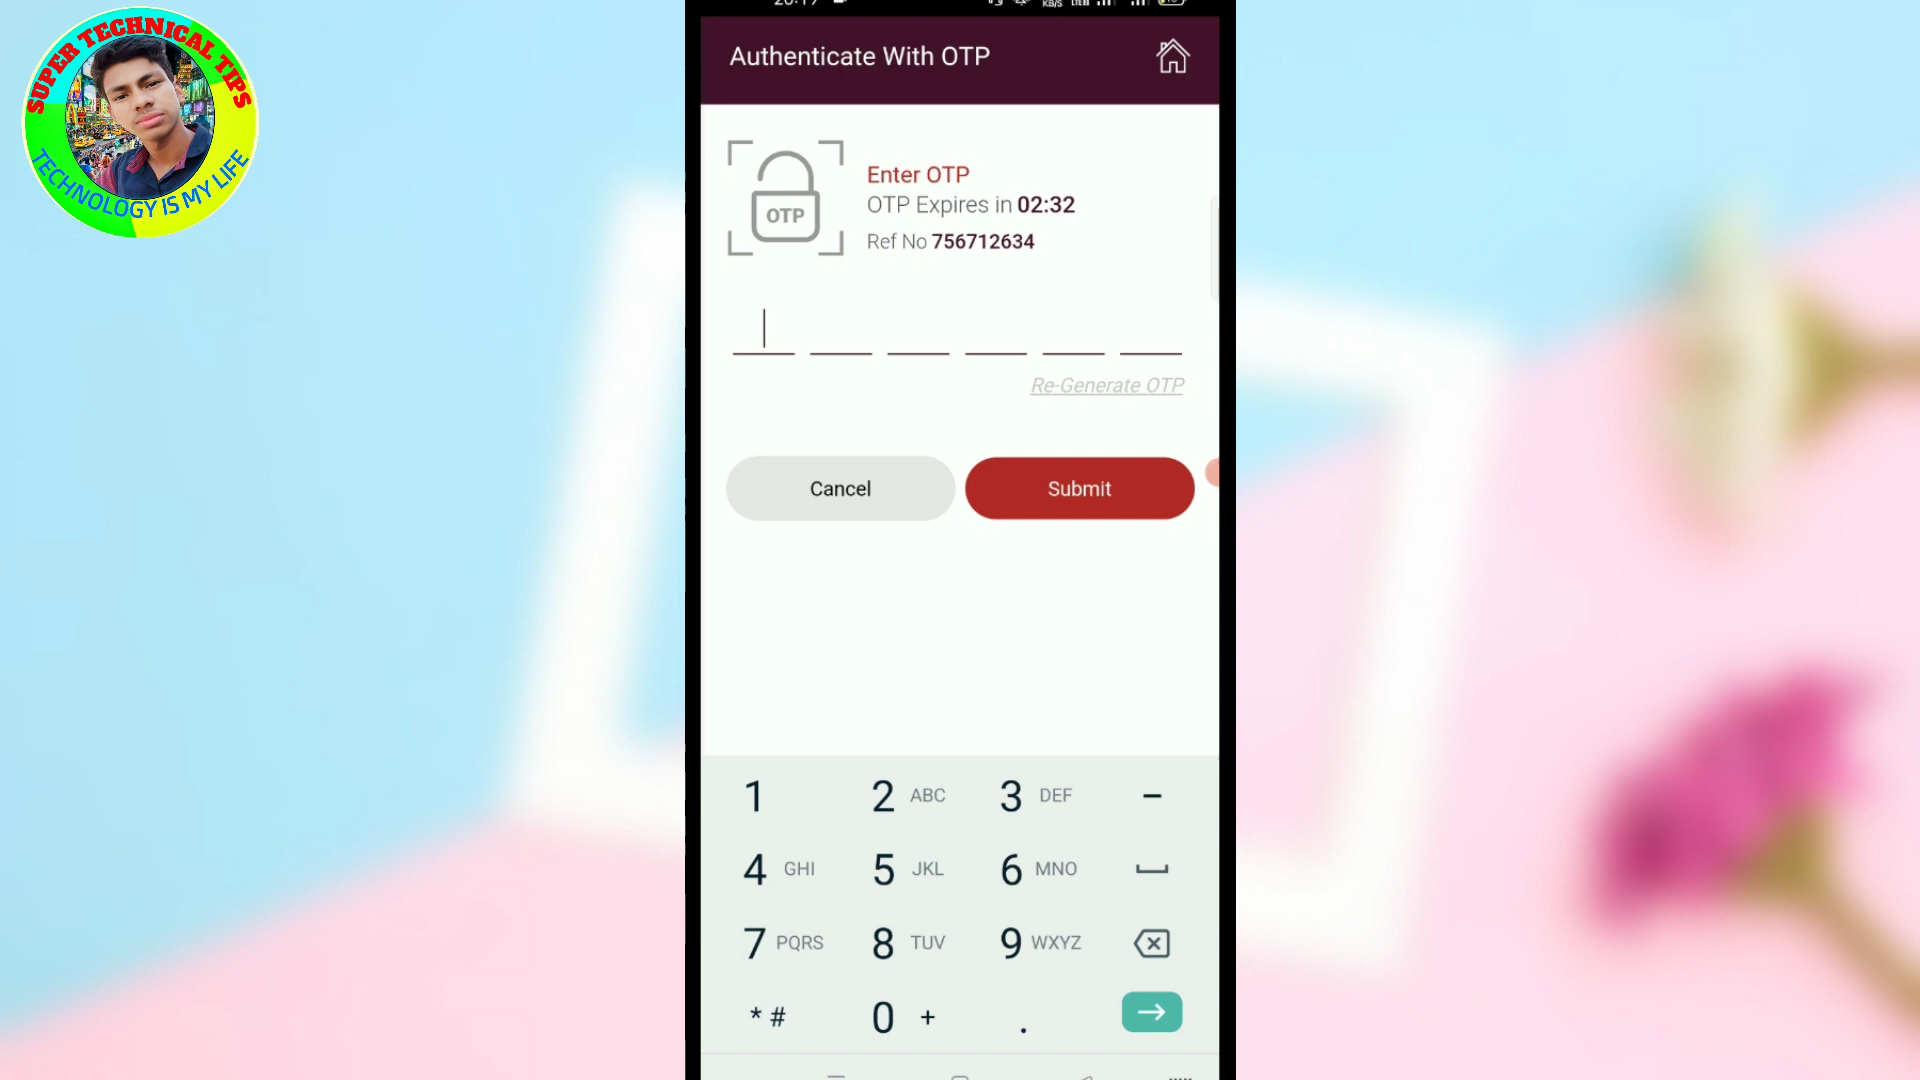 SUPER TECHNICAL TIPS
TECHNOLOGY IS MY LIFE
Authenticate With OTP
OTP
Enter OTP
OTP Expires in 02:32
Ref No 756712634
Re-Generate OTP
Cancel
Submit
1
2 ABC
3 DEF
-
4 GHI
5 JKL
6 MNO
7 PQRS
8 TUV
9 WXYZ
* #
0 +
.